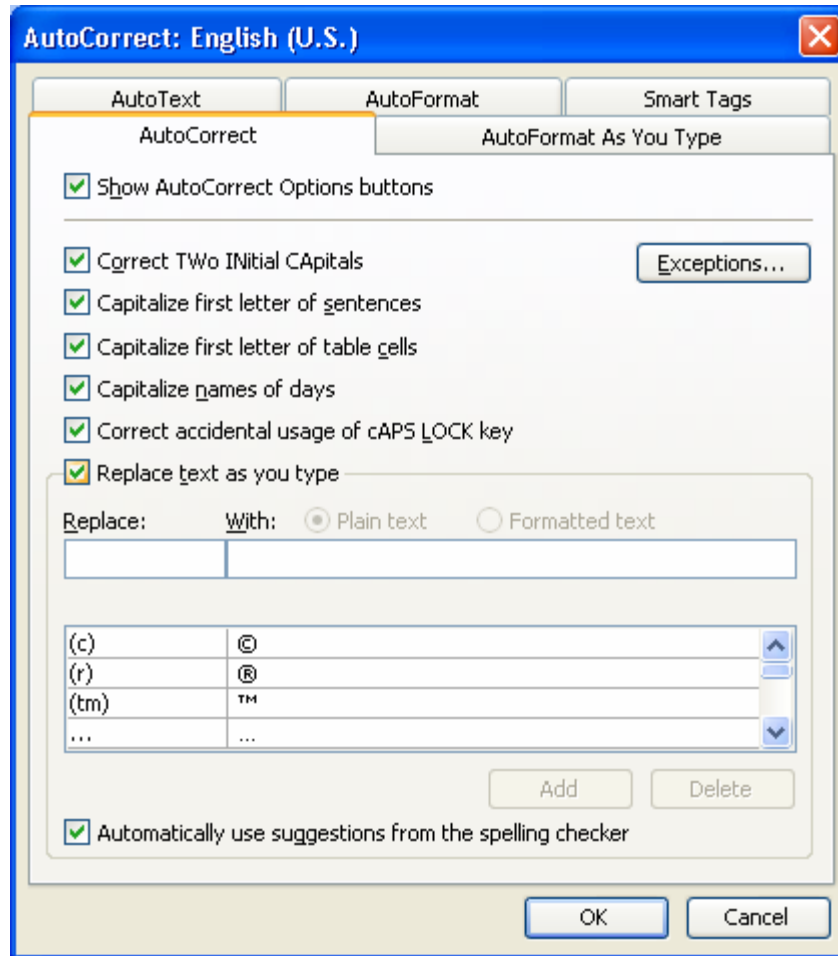 AutoCorrect: English (U.S.)
AutoText AutoFormat Smart Tags
AutoCorrect AutoFormat As You Type
Show AutoCorrect Options buttons
Correct TWo INitial CApitals Exceptions...
Capitalize first letter of sentences
Capitalize first letter of table cells
Capitalize names of days
Correct accidental usage of cAPS LOCK key
Replace text as you type
Replace: With: Plain text Formatted text
(c) ©
(r) ®
(tm) ™
... ...
Add Delete
Automatically use suggestions from the spelling checker
OK Cancel